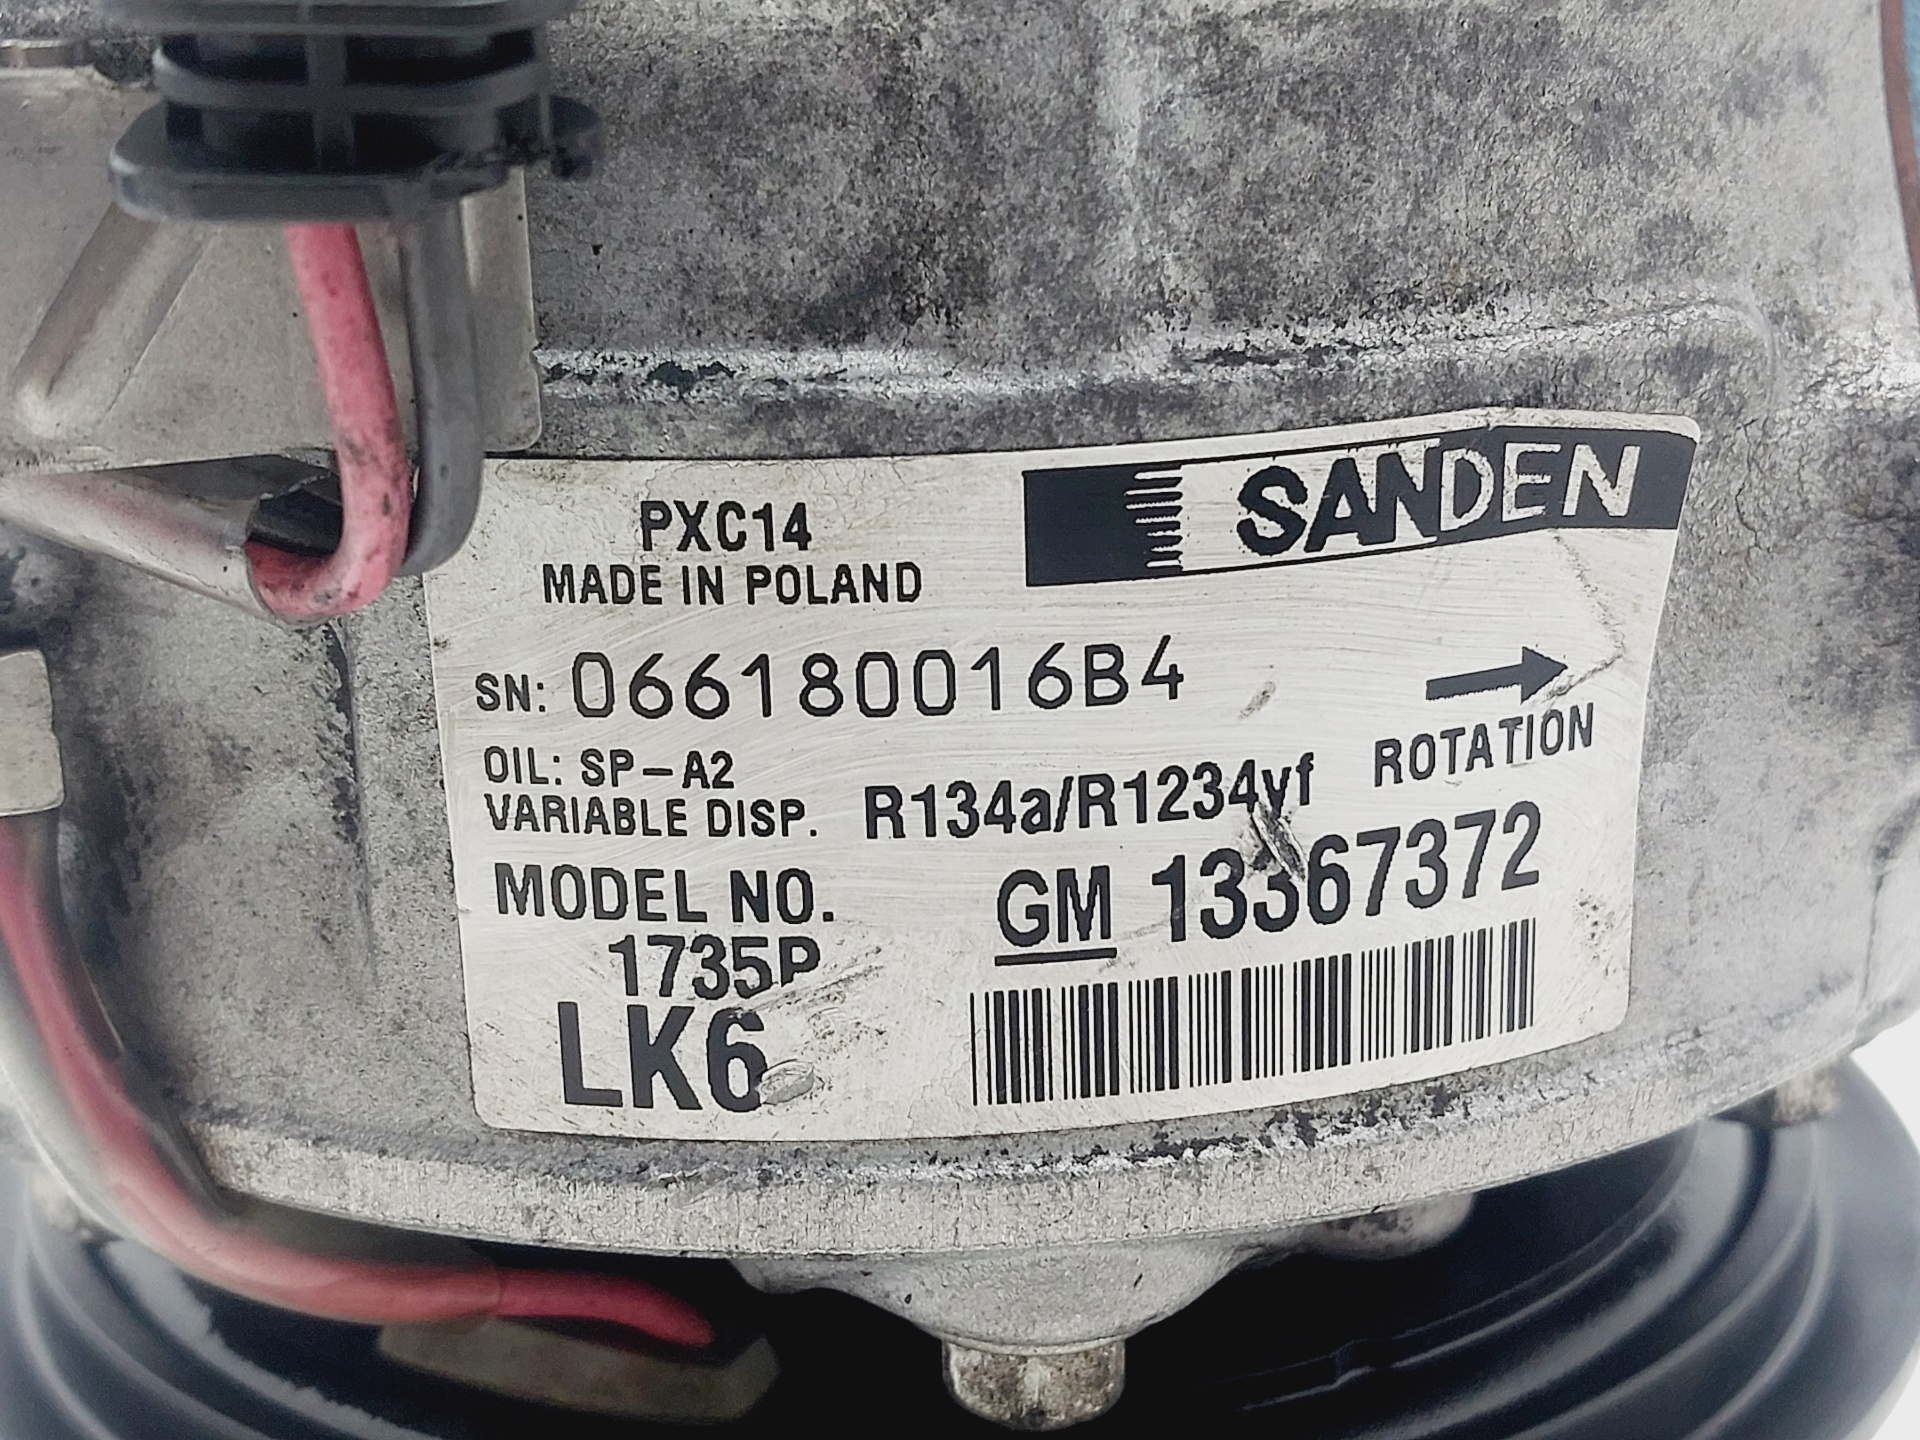 PXC14
SANDEN
MADE IN POLAND
SN: 066180016B4
OIL: SP-A2
ROTATION
VARIABLE DISP. R134a/R1234yf
MODEL NO. GM 13367372
1735P
LK6